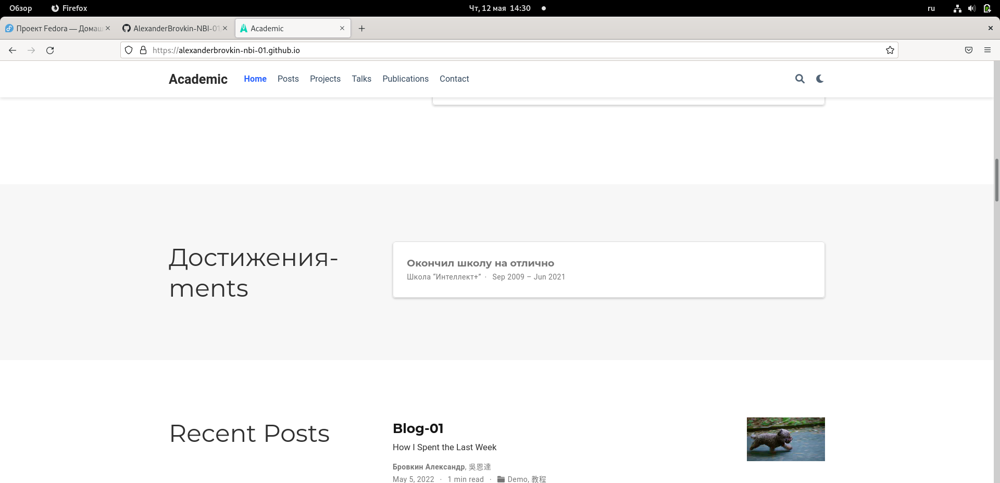 Обзор Firefox Чт, 12 мая 14:30 ru
Проект Fedora — Домаш AlexanderBrovkin-NBI-01 Academic
https://alexanderbrovkin-nbi-01.github.io
Academic Home Posts Projects Talks Publications Contact
Достижения-
ments
Окончил школу на отлично
Школа “Интеллект+” · Sep 2009 – Jun 2021
Recent Posts
Blog-01
How I Spent the Last Week
Бровкин Александр, 吳恩達
May 5, 2022 · 1 min read · Demo, 教程